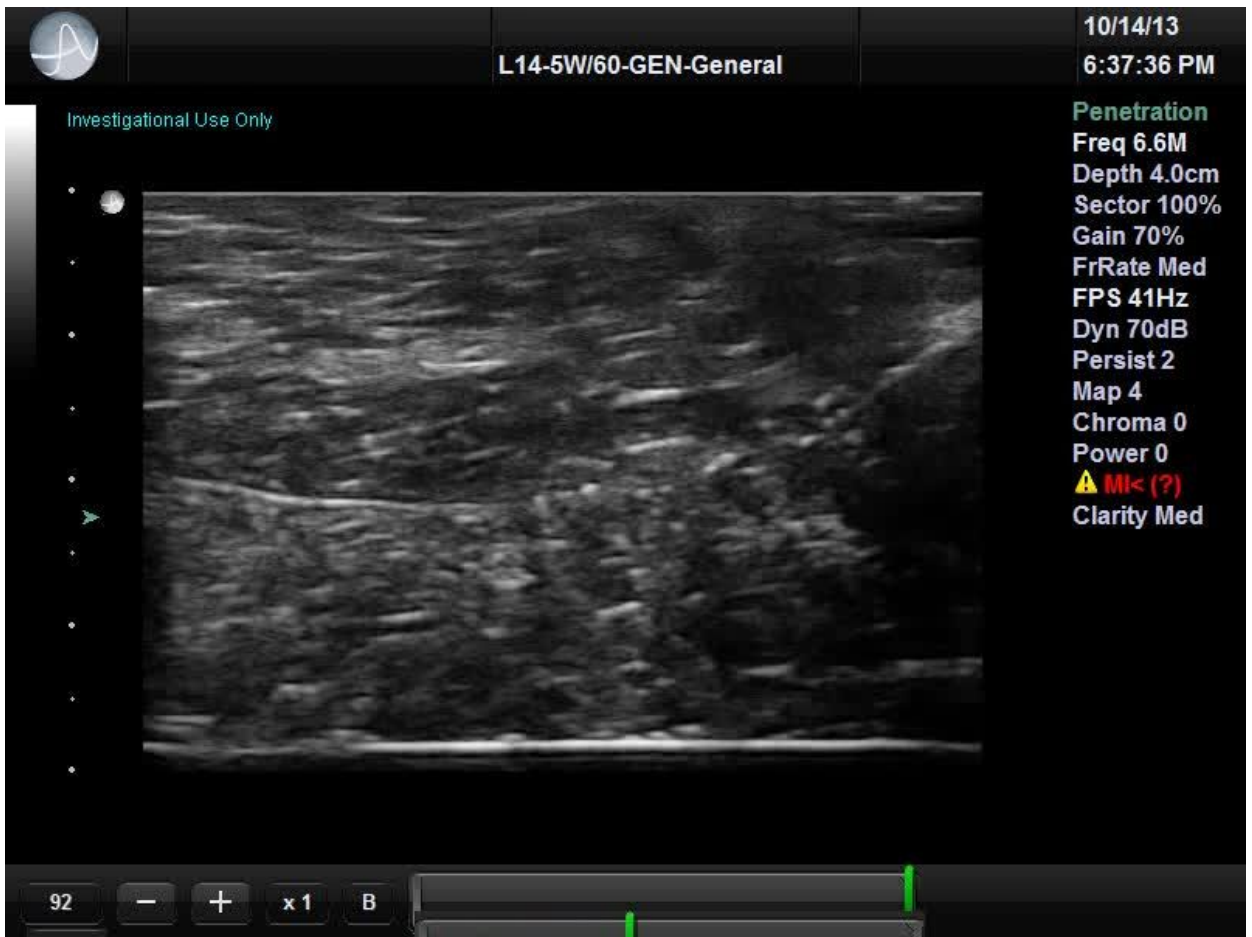 10/14/13
L14-5W/60-GEN-General
6:37:36 PM
Investigational Use Only
Penetration
Freq 6.6M
Depth 4.0cm
Sector 100%
Gain 70%
FrRate Med
FPS 41Hz
Dyn 70dB
Persist 2
Map 4
Chroma 0
Power 0
MI< (?)
Clarity Med
92 − + x 1 B